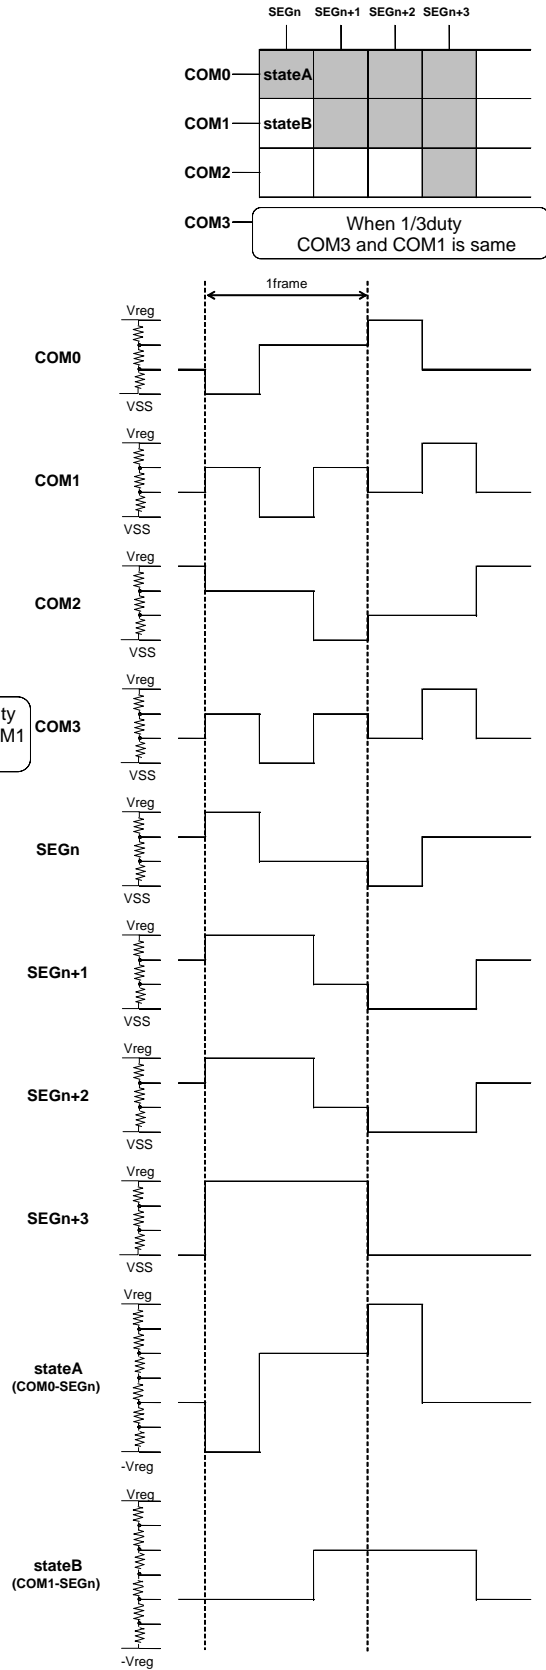 SEGn SEGn+1 SEGn+2 SEGn+3
COM0 stateA
COM1 stateB
COM2
COM3 When 1/3duty
COM3 and COM1 is same
1frame
Vreg
COM0
VSS
Vreg
COM1
VSS
Vreg
COM2
VSS
Vreg
ty
M1
COM3
VSS
Vreg
SEGn
VSS
Vreg
SEGn+1
VSS
Vreg
SEGn+2
VSS
Vreg
SEGn+3
VSS
Vreg
stateA
(COM0-SEGn)
-Vreg
Vreg
stateB
(COM1-SEGn)
-Vreg